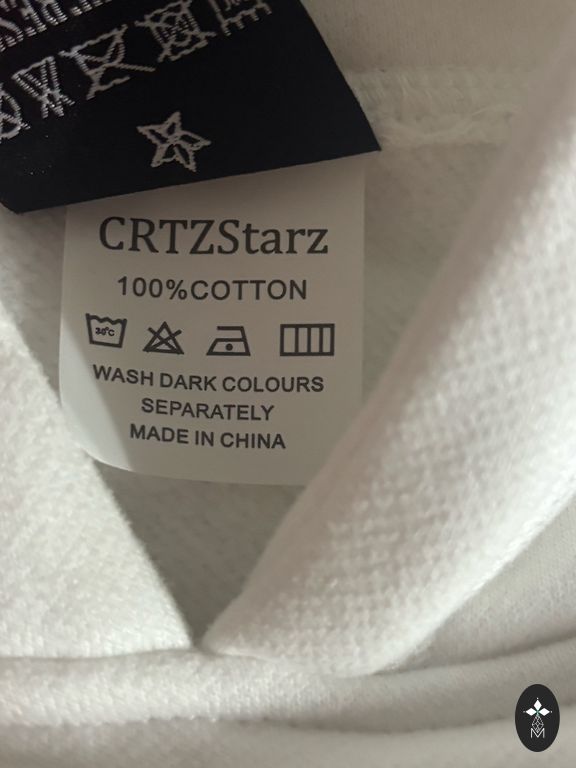 CRTZStarz
100%COTTON
30°C
WASH DARK COLOURS
SEPARATELY
MADE IN CHINA